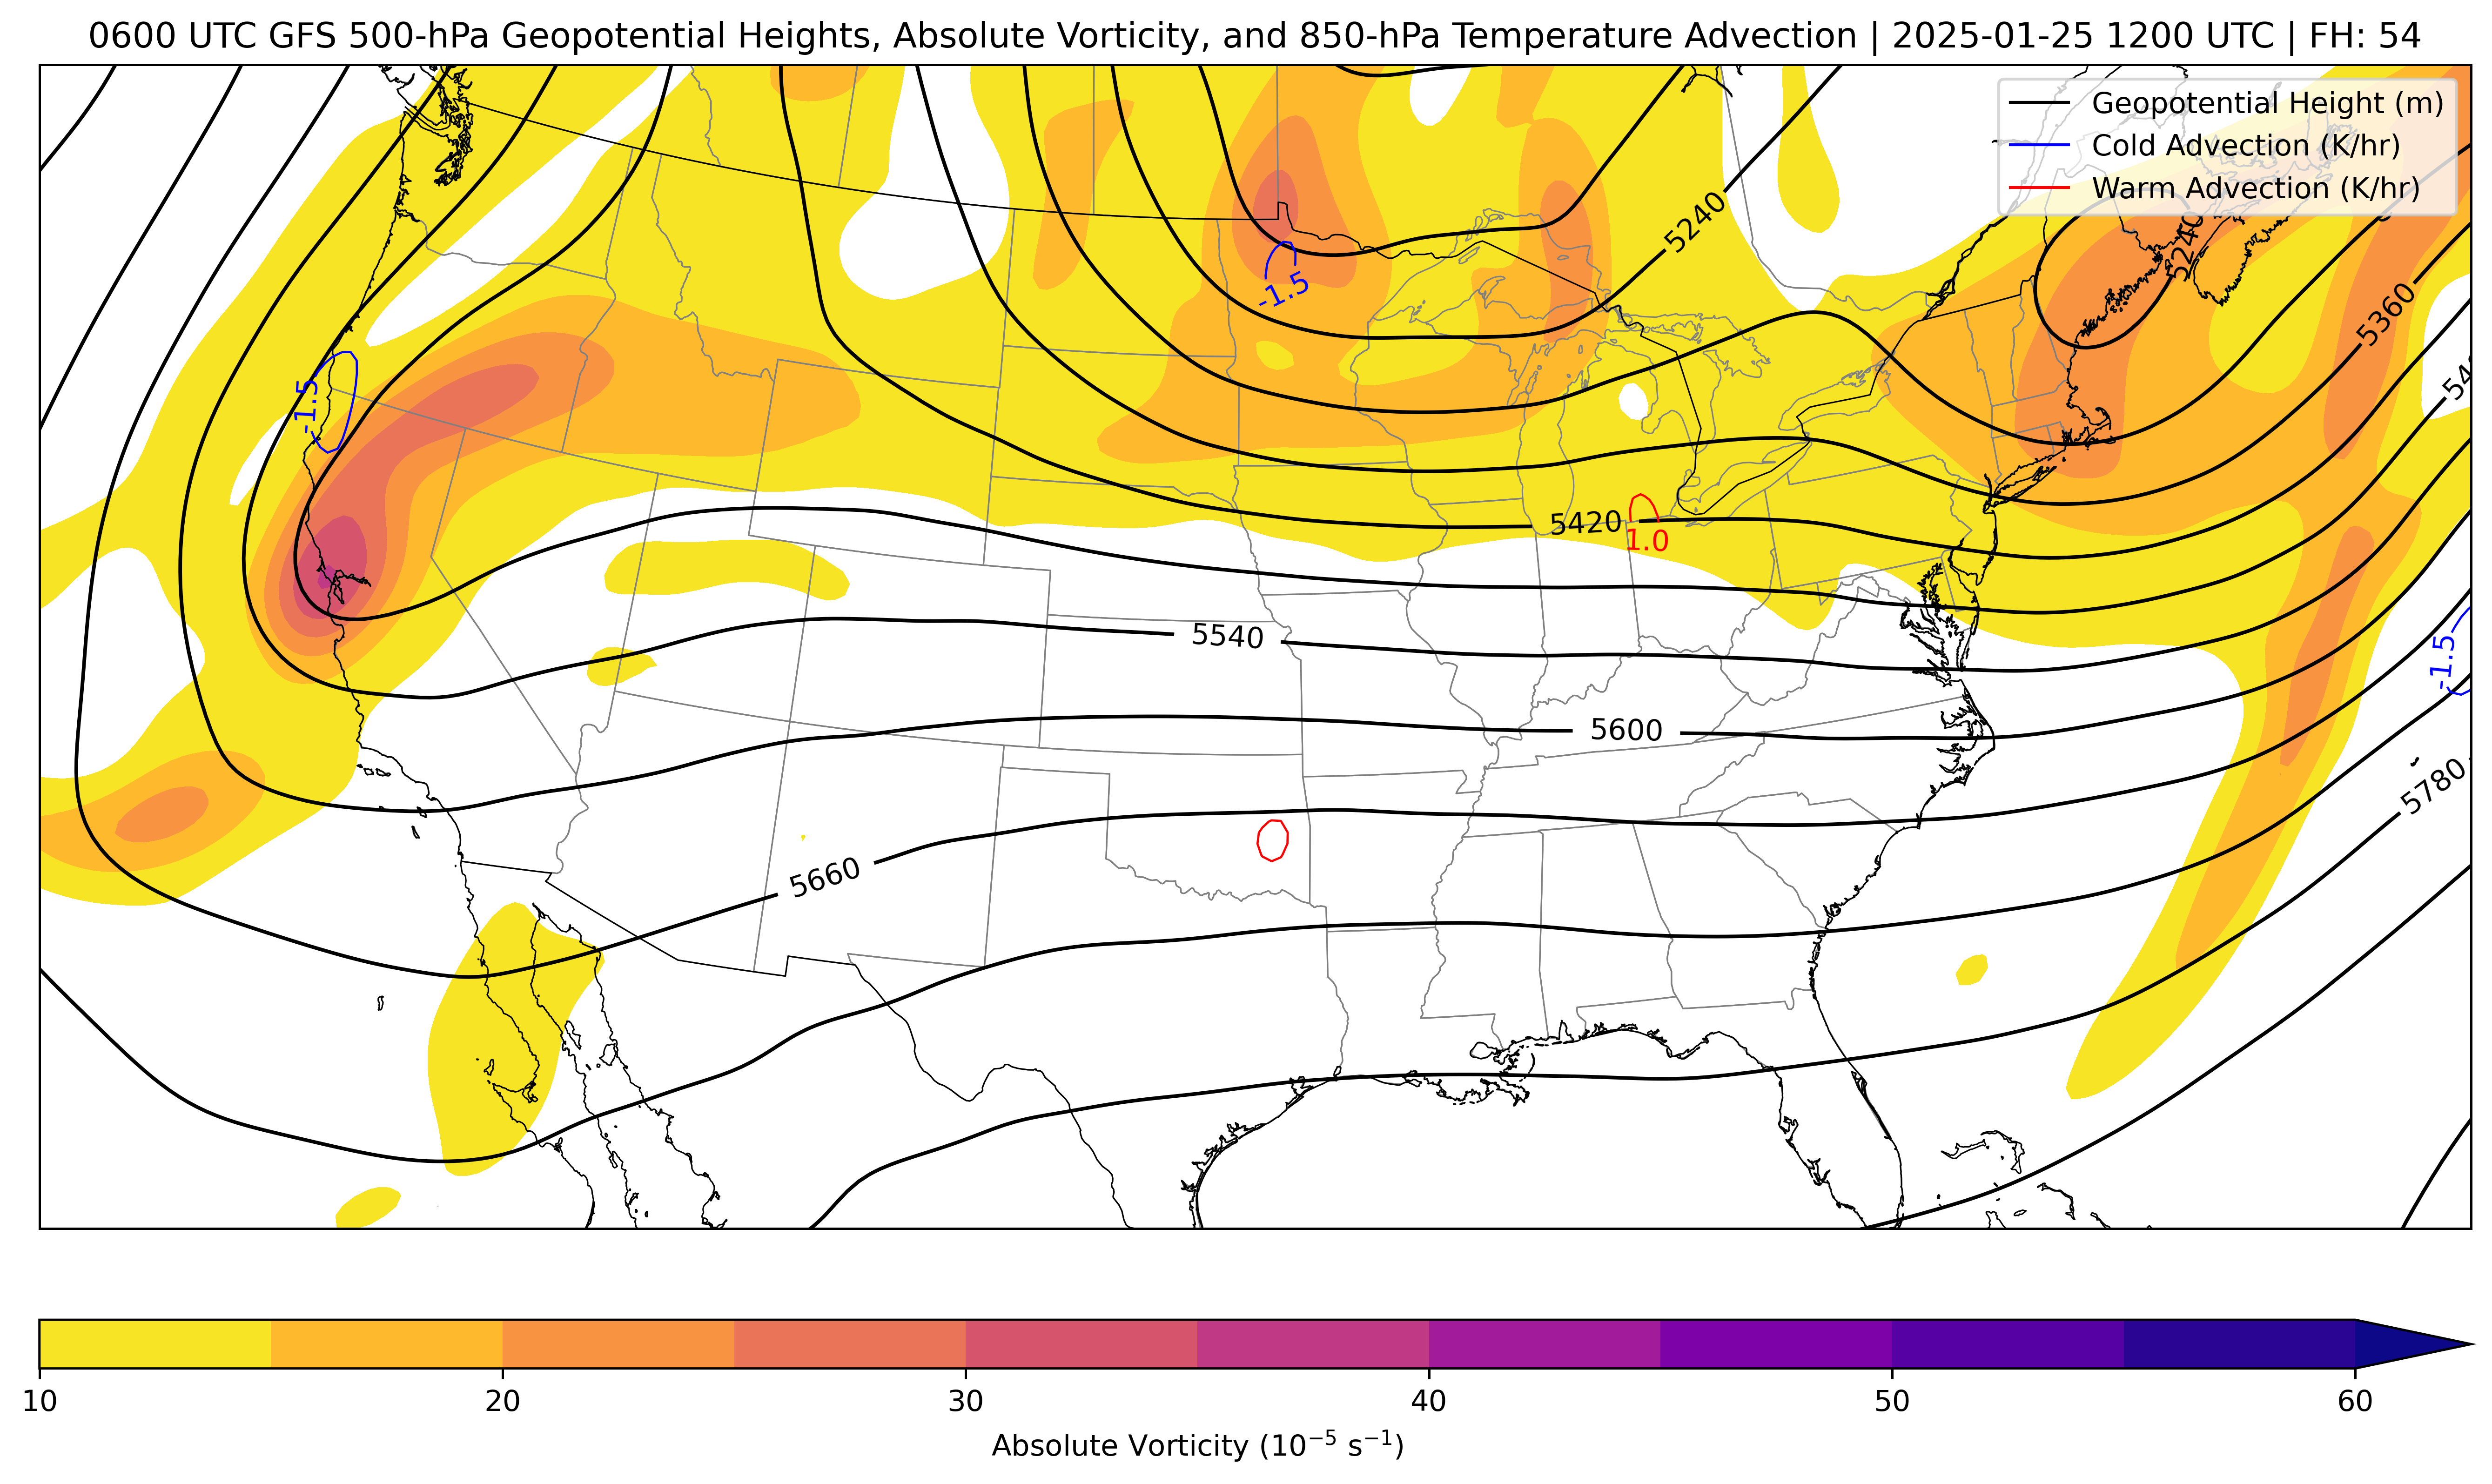 0600 UTC GFS 500-hPa Geopotential Heights, Absolute Vorticity, and 850-hPa Temperature Advection | 2025-01-25 1200 UTC | FH: 54
Geopotential Height (m)
Cold Advection (K/hr)
Warm Advection (K/hr)
5240
5240
-1.5
5360
-1.5
5420
1.0
5540
-1.5
5600
5780
5660
10 20 30 40 50 60
Absolute Vorticity (10⁻⁵ s⁻¹)